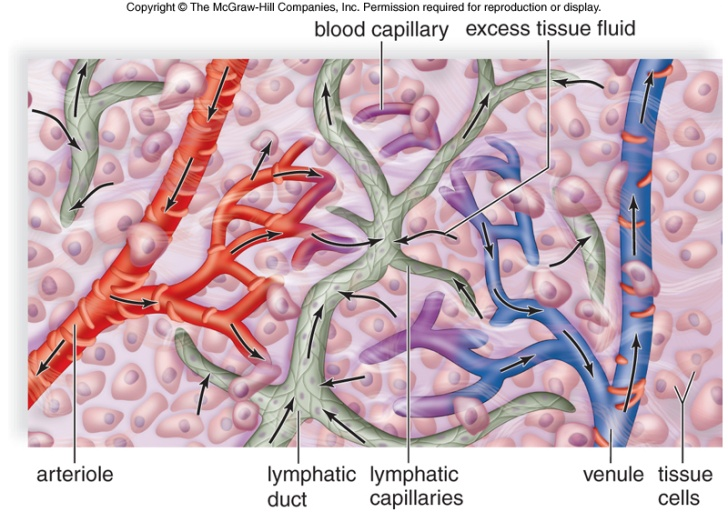 Copyright © The McGraw-Hill Companies, Inc. Permission required for reproduction or display.
blood capillary
excess tissue fluid
arteriole
lymphatic
duct
lymphatic
capillaries
venule
tissue
cells